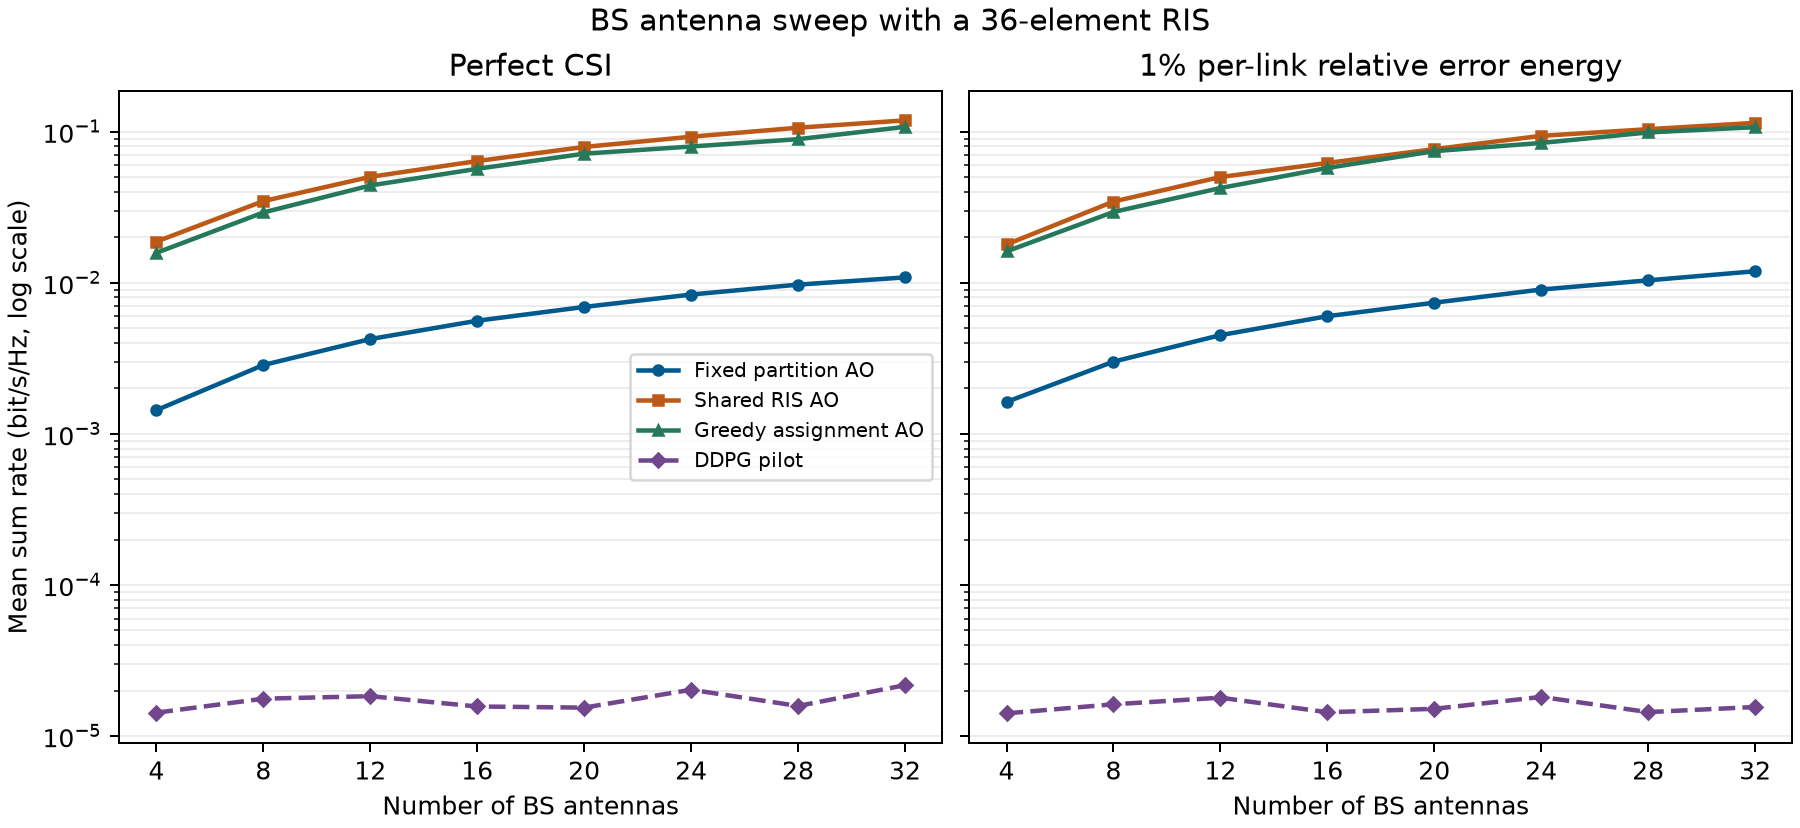 BS antenna sweep with a 36-element RIS
Perfect CSI
1% per-link relative error energy
Mean sum rate (bit/s/Hz, log scale)
10⁻¹
10⁻²
10⁻³
10⁻⁴
10⁻⁵
Fixed partition AO
Shared RIS AO
Greedy assignment AO
DDPG pilot
4 8 12 16 20 24 28 32
4 8 12 16 20 24 28 32
Number of BS antennas
Number of BS antennas